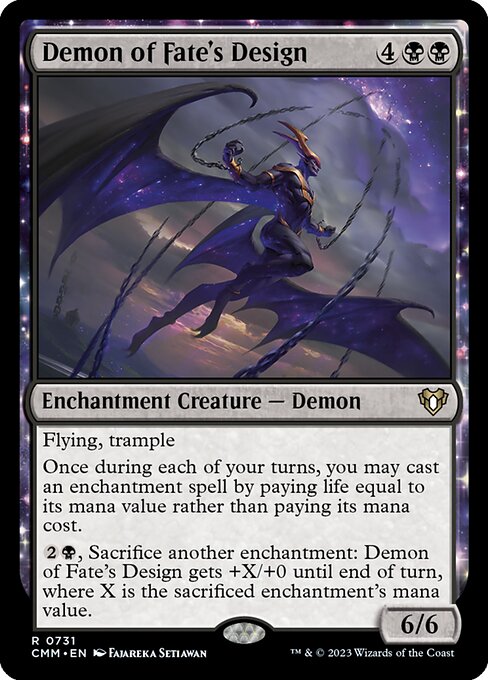 Demon of Fate's Design 4
Enchantment Creature — Demon
Flying, trample
Once during each of your turns, you may cast
an enchantment spell by paying life equal to
its mana value rather than paying its mana
cost.
2, Sacrifice another enchantment: Demon
of Fate's Design gets +X/+0 until end of turn,
where X is the sacrificed enchantment's mana
value.
6/6
R 0731
CMM • EN Fajareka Setiawan
™ & © 2023 Wizards of the Coast